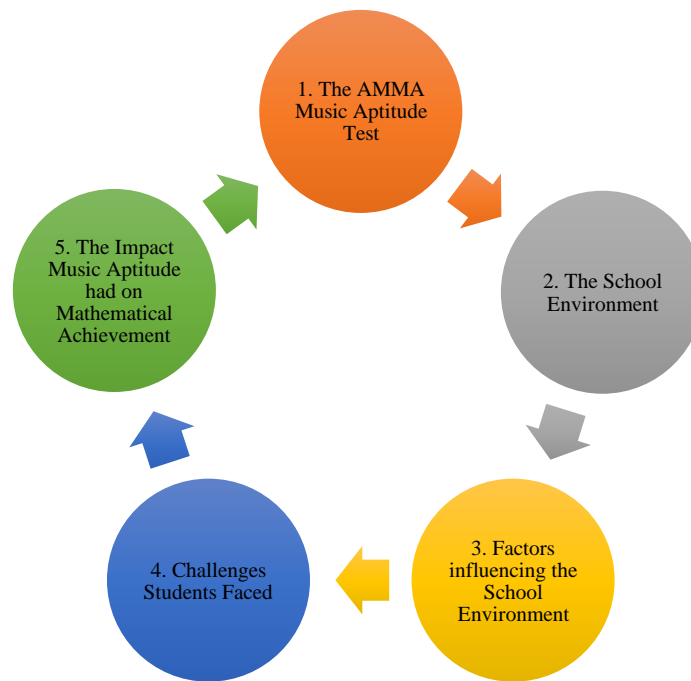 1. The AMMA
Music Aptitude
Test
2. The School
Environment
3. Factors
influencing the
School
Environment
4. Challenges
Students Faced
5. The Impact
Music Aptitude
had on
Mathematical
Achievement